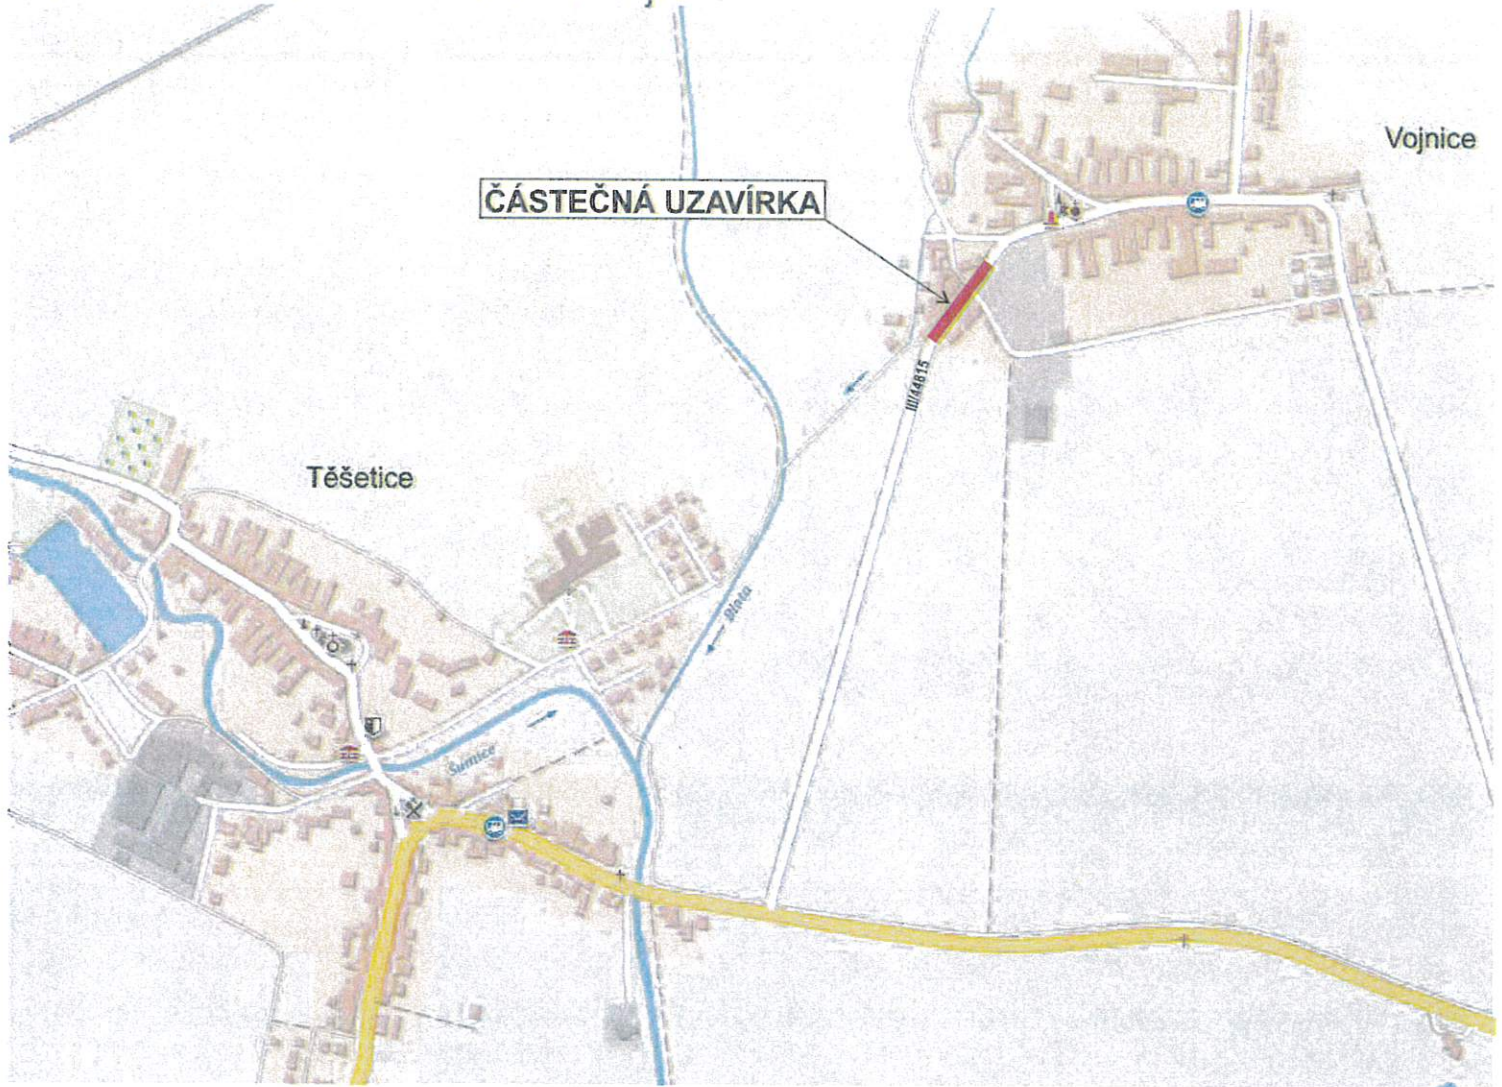 Vojnice
ČÁSTEČNÁ UZAVÍRKA
III/44815
Těšetice
Blata
Šumice